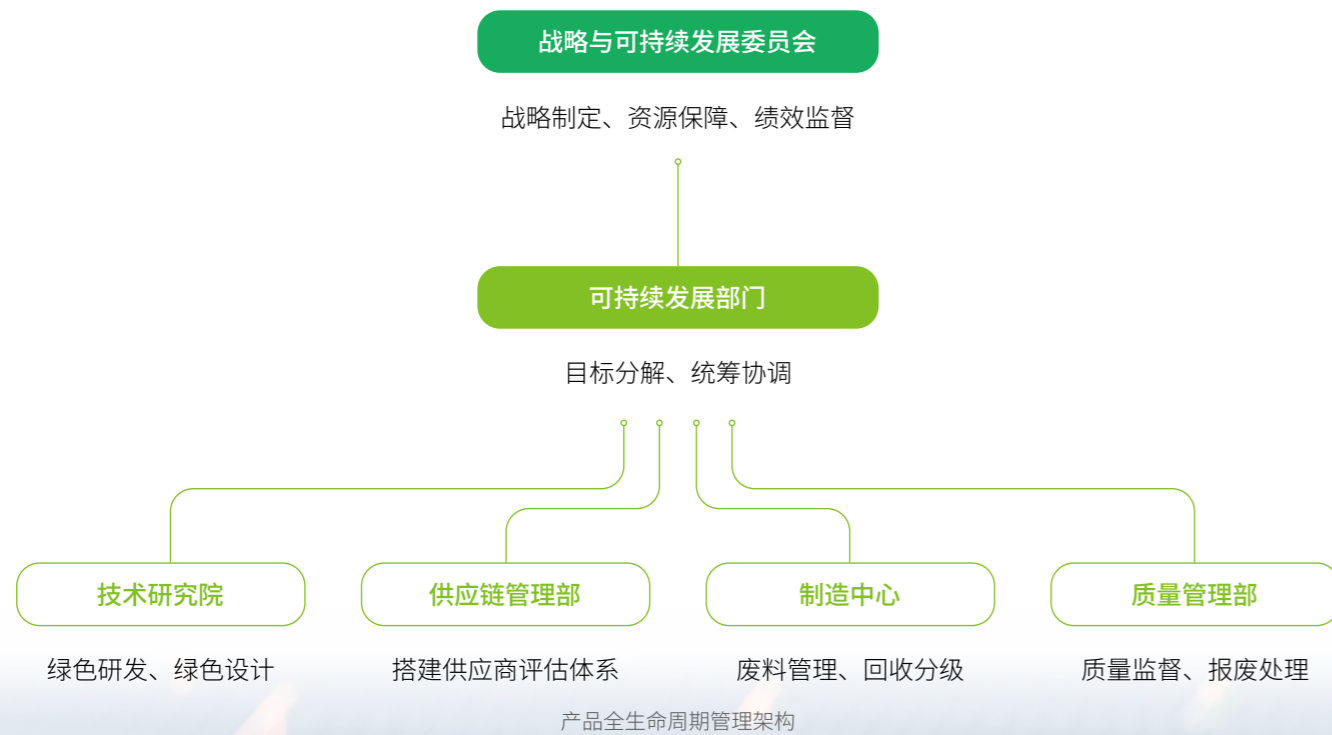 战略与可持续发展委员会
战略制定、资源保障、绩效监督
可持续发展部门
目标分解、统筹协调
技术研究院
供应链管理部
制造中心
质量管理部
绿色研发、绿色设计
搭建供应商评估体系
废料管理、回收分级
质量监督、报废处理
产品全生命周期管理架构